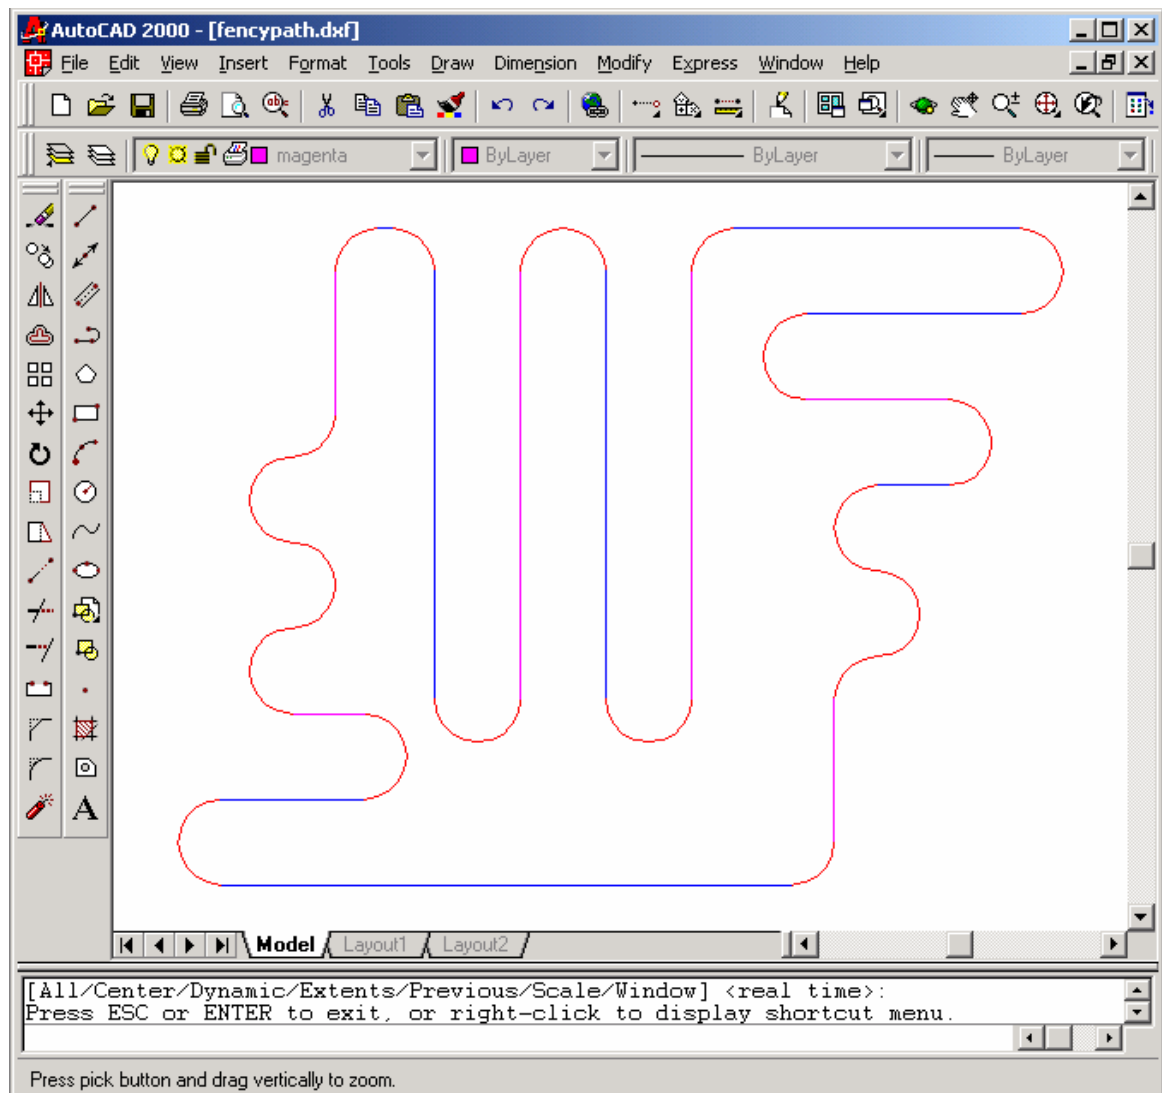 AutoCAD 2000 - [fencypath.dxf]
File Edit View Insert Format Tools Draw Dimension Modify Express Window Help
abc
magenta ByLayer ByLayer ByLayer
A
Model Layout1 Layout2
[All/Center/Dynamic/Extents/Previous/Scale/Window] <real time>:
Press ESC or ENTER to exit, or right-click to display shortcut menu.
Press pick button and drag vertically to zoom.